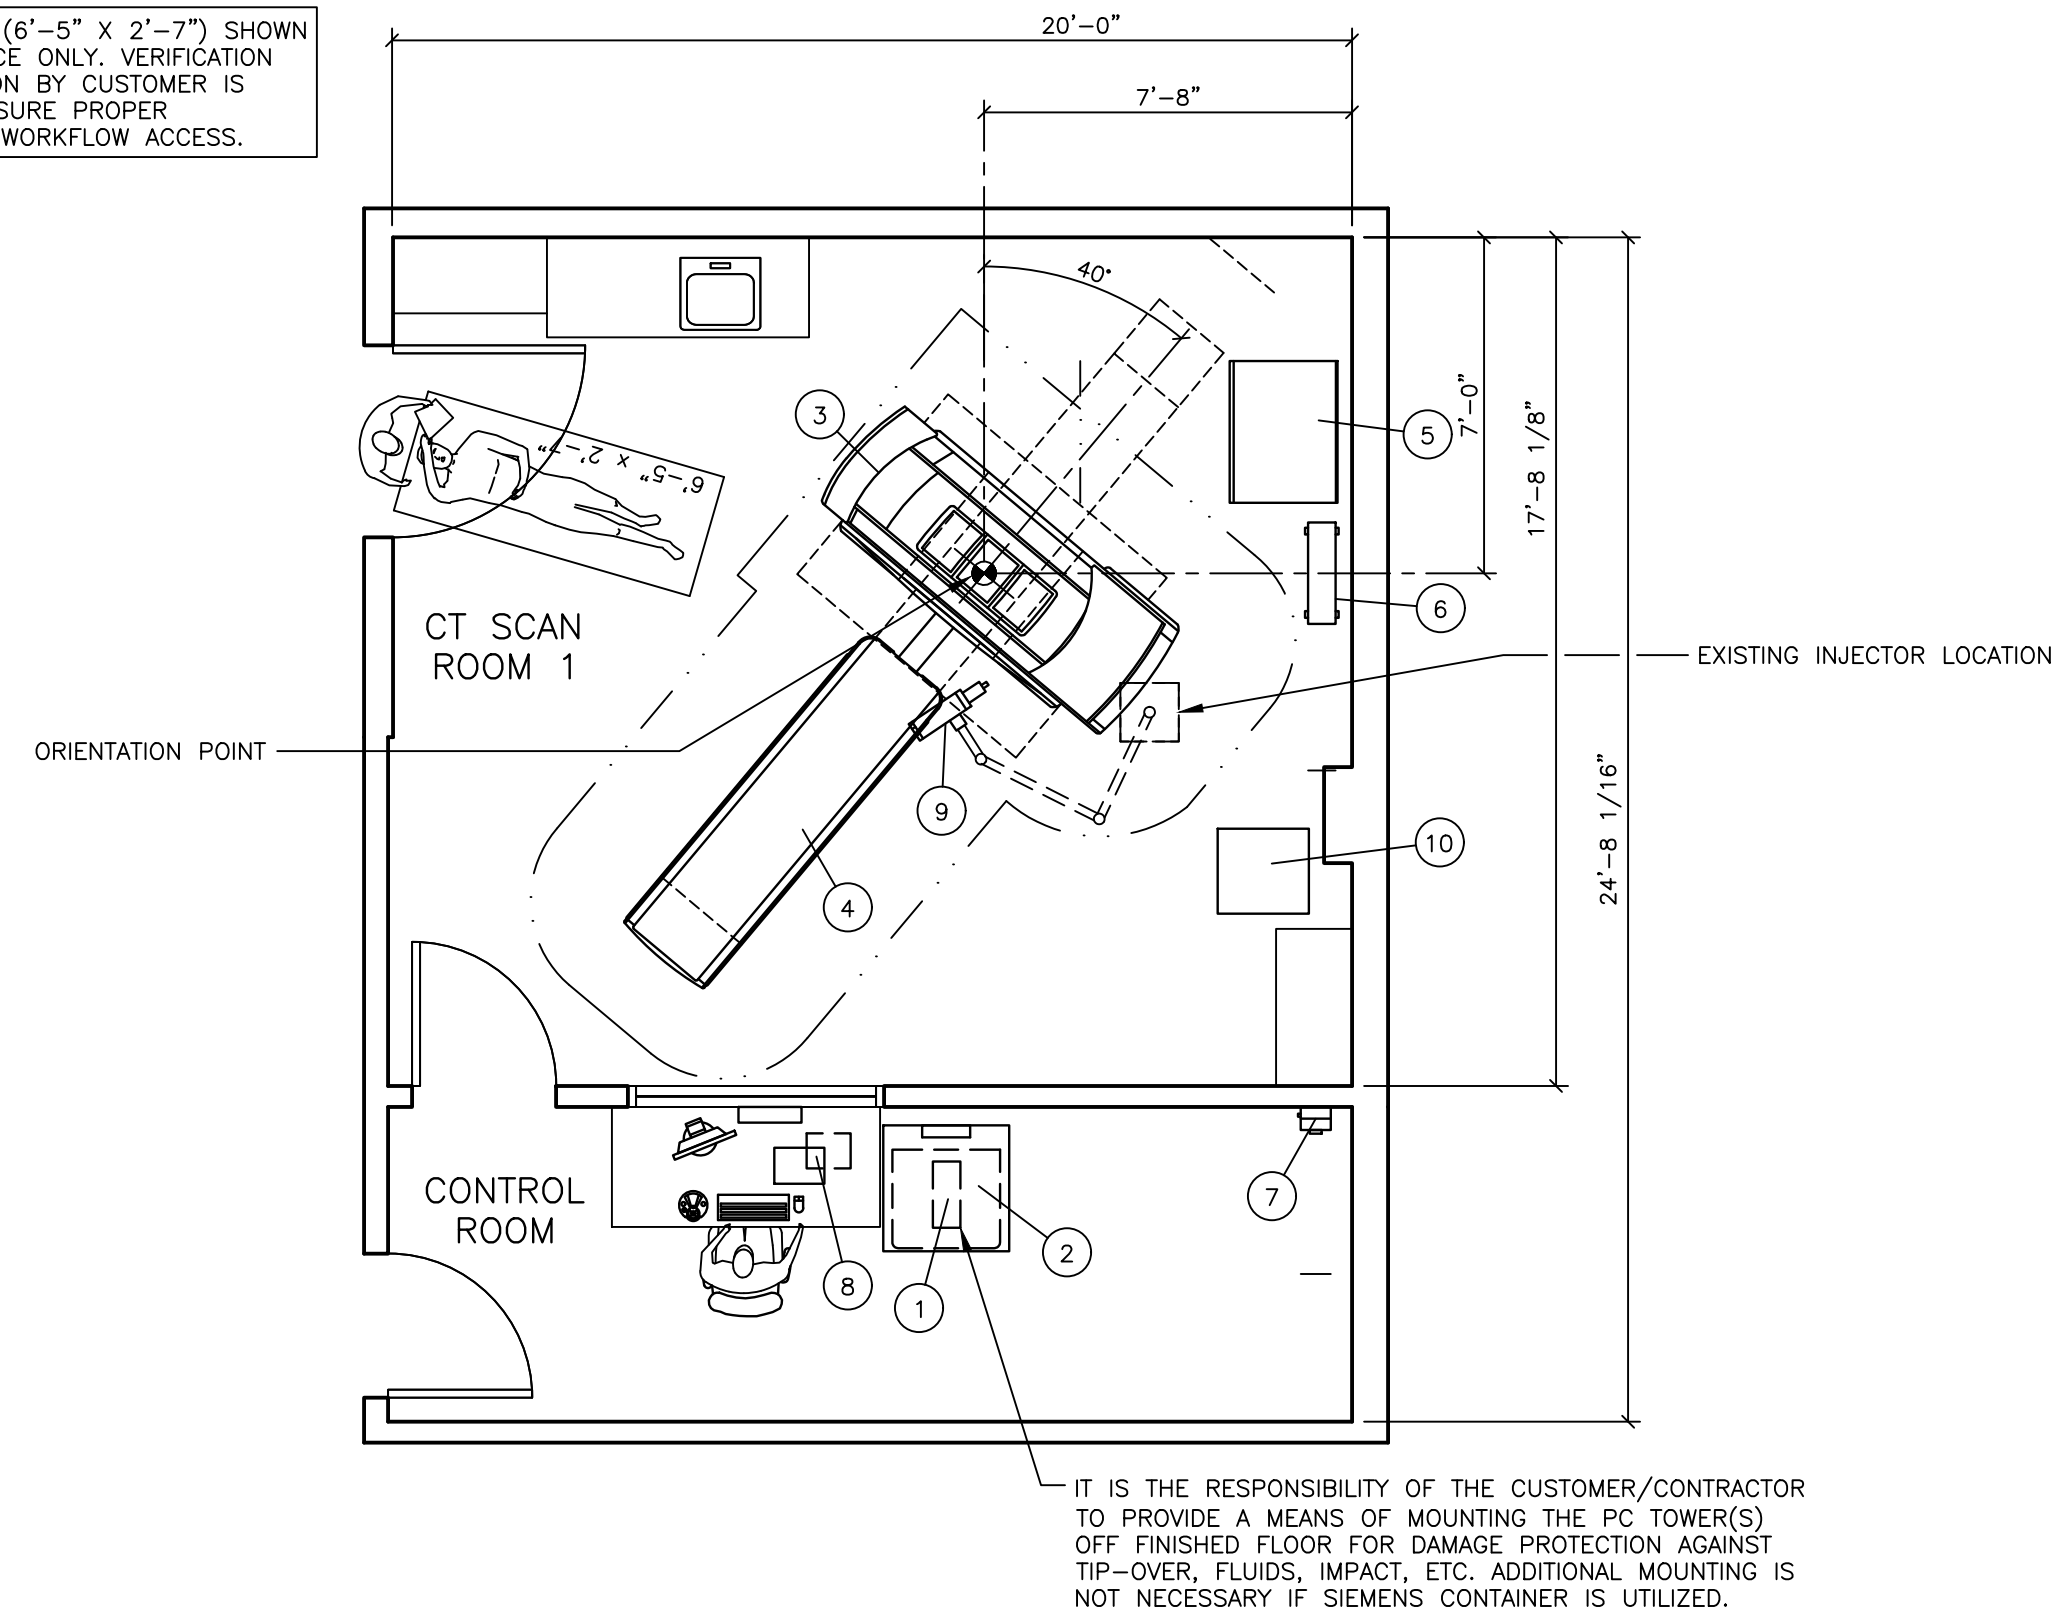 (6'-5" X 2'-7") SHOWN
CE ONLY. VERIFICATION
ON BY CUSTOMER IS
SURE PROPER
WORKFLOW ACCESS.
20'-0"
7'-8"
40°
3
5
7'-0"
17'-8 1/8"
6'-5" x 2'-7"
6
CT SCAN
ROOM 1
EXISTING INJECTOR LOCATION
ORIENTATION POINT
24'-8 1/16"
9
10
4
CONTROL
ROOM
7
2
8
1
IT IS THE RESPONSIBILITY OF THE CUSTOMER/CONTRACTOR
TO PROVIDE A MEANS OF MOUNTING THE PC TOWER(S)
OFF FINISHED FLOOR FOR DAMAGE PROTECTION AGAINST
TIP-OVER, FLUIDS, IMPACT, ETC. ADDITIONAL MOUNTING IS
NOT NECESSARY IF SIEMENS CONTAINER IS UTILIZED.